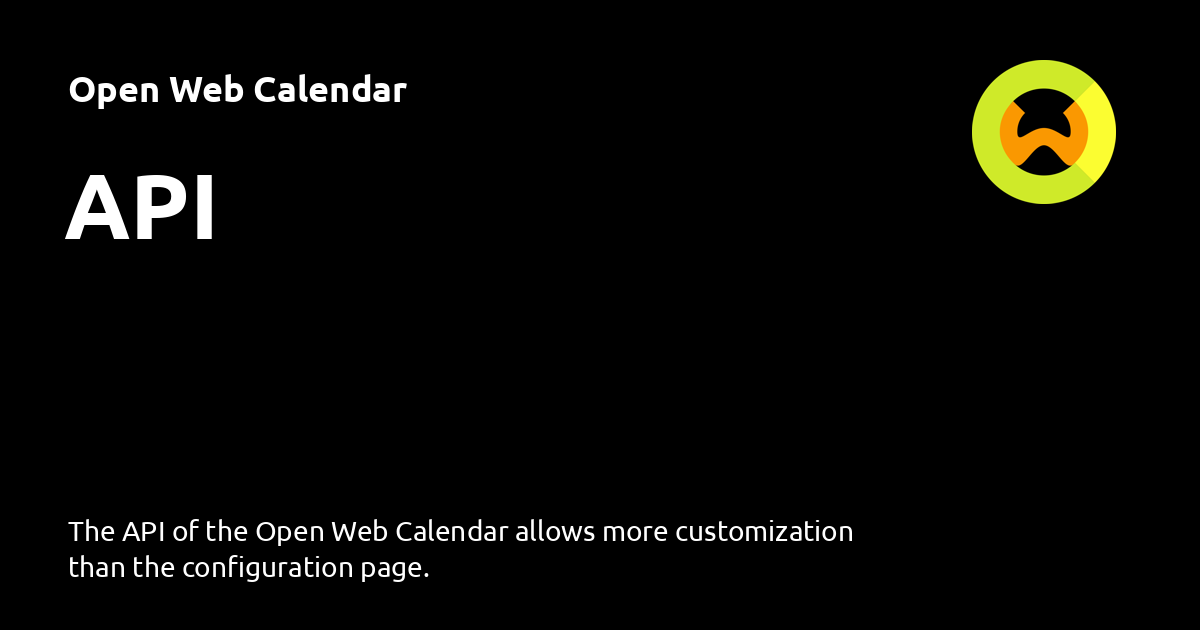 Open Web Calendar
API
The API of the Open Web Calendar allows more customization
than the configuration page.